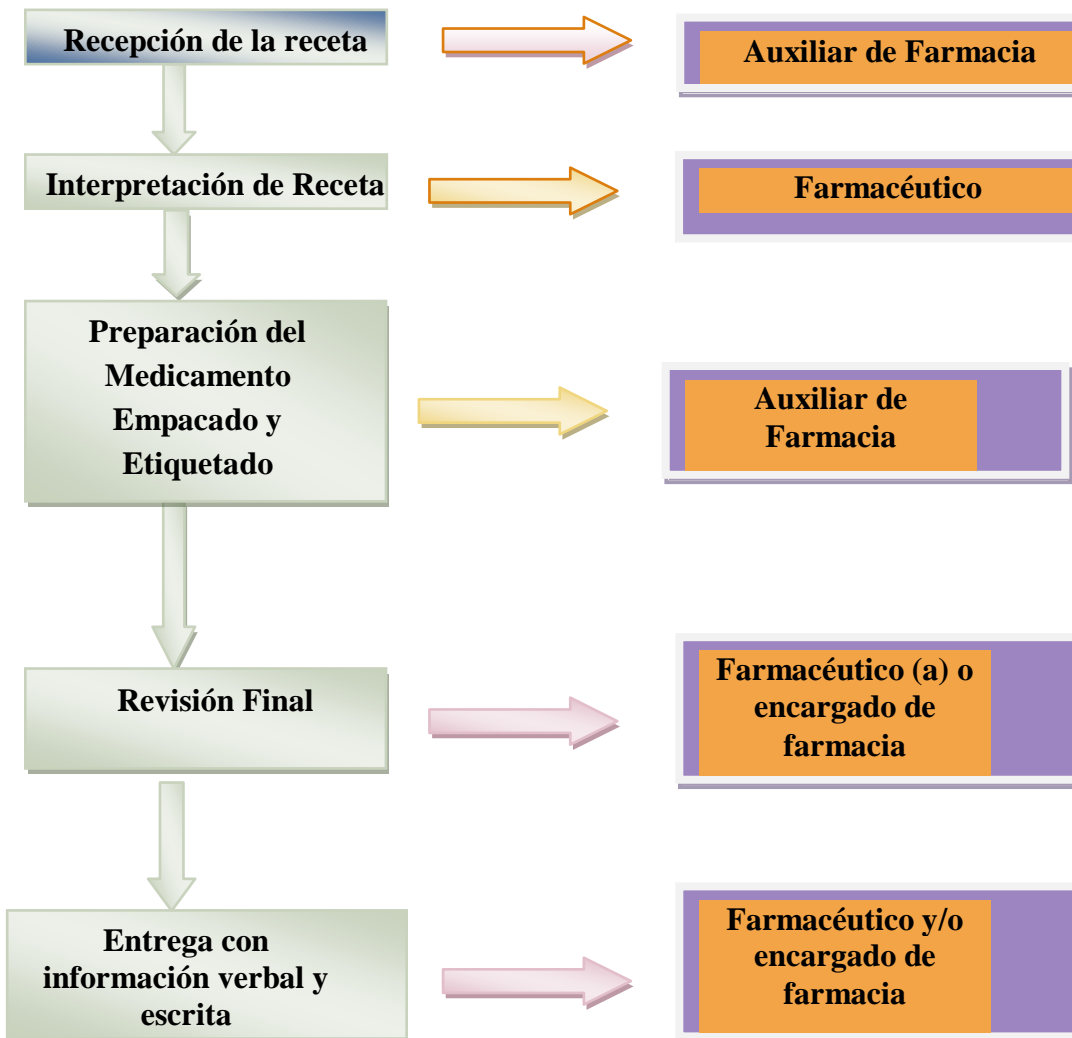 Recepción de la receta
Auxiliar de Farmacia
Interpretación de Receta
Farmacéutico
Preparación del
Medicamento
Empacado y
Etiquetado
Auxiliar de
Farmacia
Revisión Final
Farmacéutico (a) o
encargado de
farmacia
Entrega con
información verbal y
escrita
Farmacéutico y/o
encargado de
farmacia